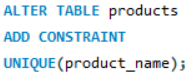 ALTER TABLE products
ADD CONSTRAINT
UNIQUE(product_name);